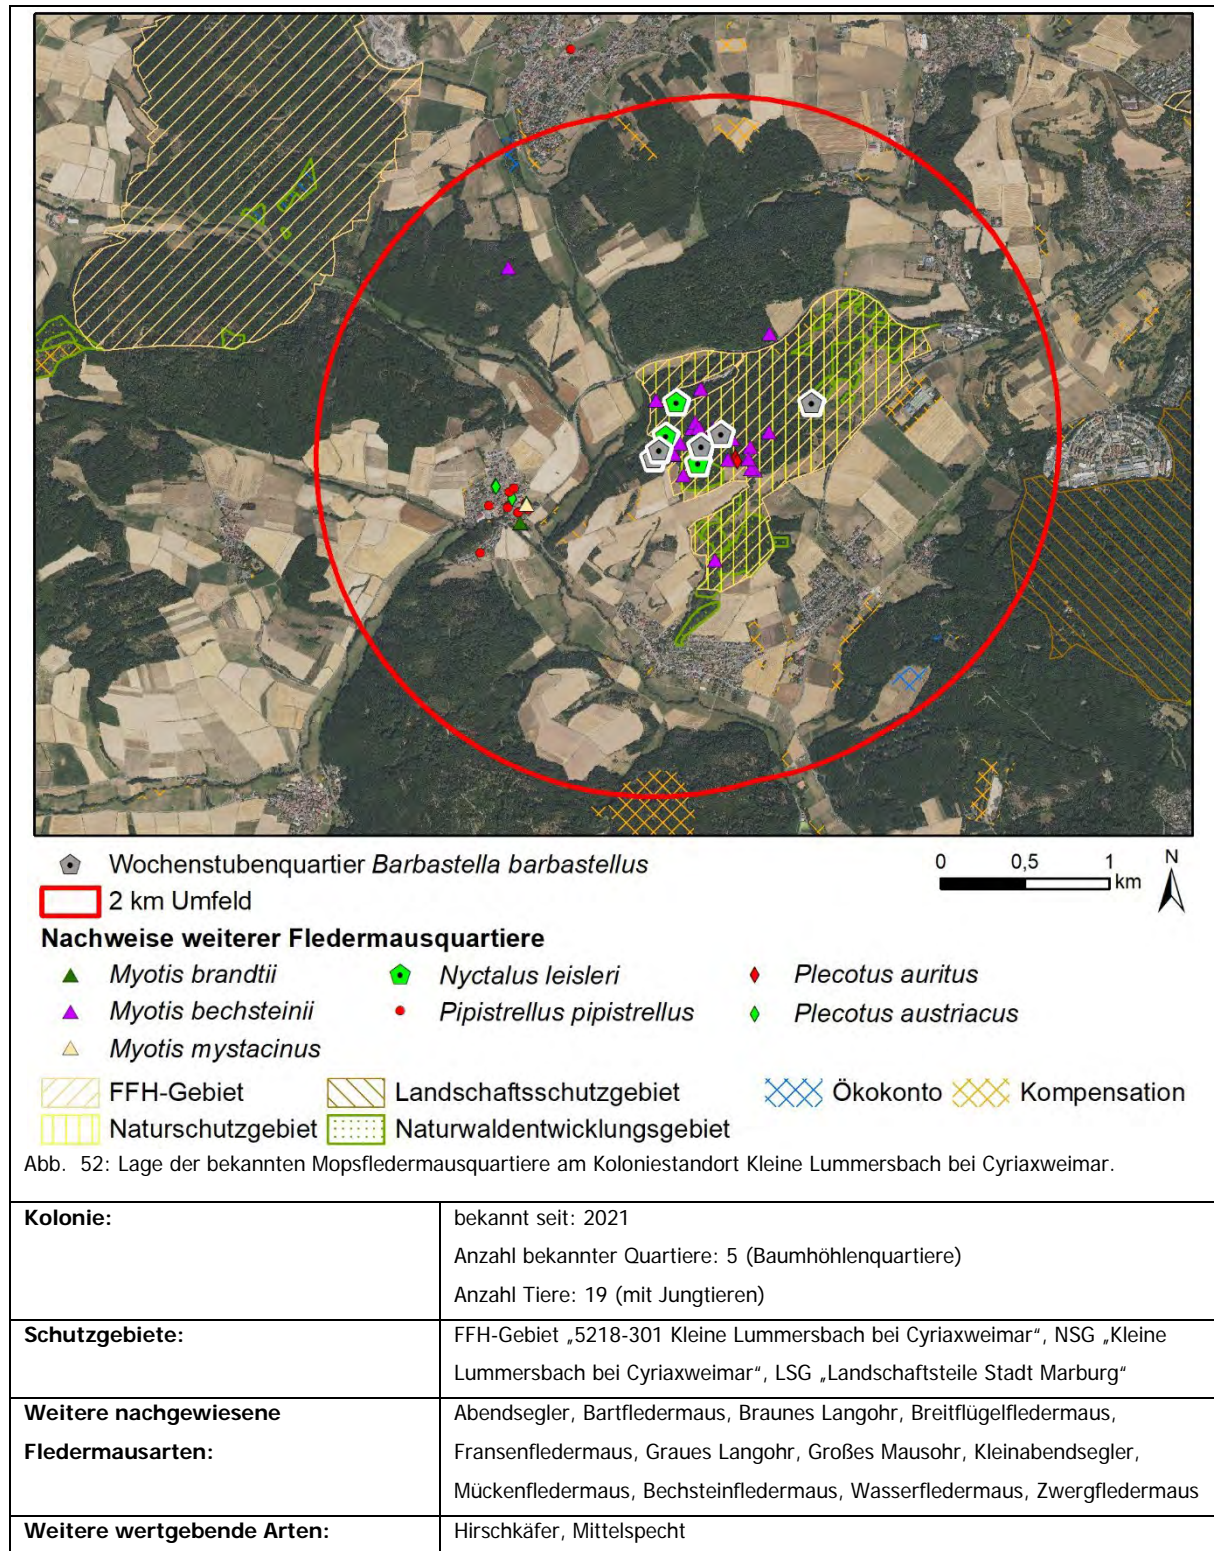 0 0,5 1
km
N
Wochenstubenquartier Barbastella barbastellus
2 km Umfeld
Nachweise weiterer Fledermausquartiere
Myotis brandtii
Nyctalus leisleri
Plecotus auritus
Myotis bechsteinii
Pipistrellus pipistrellus
Plecotus austriacus
Myotis mystacinus
FFH-Gebiet
Landschaftsschutzgebiet
Ökokonto
Kompensation
Naturschutzgebiet
Naturwaldentwicklungsgebiet
Abb. 52: Lage der bekannten Mopsfledermausquartiere am Koloniestandort Kleine Lummersbach bei Cyriaxweimar.
Kolonie:
bekannt seit: 2021
Anzahl bekannter Quartiere: 5 (Baumhöhlenquartiere)
Anzahl Tiere: 19 (mit Jungtieren)
Schutzgebiete:
FFH-Gebiet „5218-301 Kleine Lummersbach bei Cyriaxweimar“, NSG „Kleine
Lummersbach bei Cyriaxweimar“, LSG „Landschaftsteile Stadt Marburg“
Weitere nachgewiesene
Fledermausarten:
Abendsegler, Bartfledermaus, Braunes Langohr, Breitflügelfledermaus,
Fransenfledermaus, Graues Langohr, Großes Mausohr, Kleinabendsegler,
Mückenfledermaus, Bechsteinfledermaus, Wasserfledermaus, Zwergfledermaus
Weitere wertgebende Arten:
Hirschkäfer, Mittelspecht